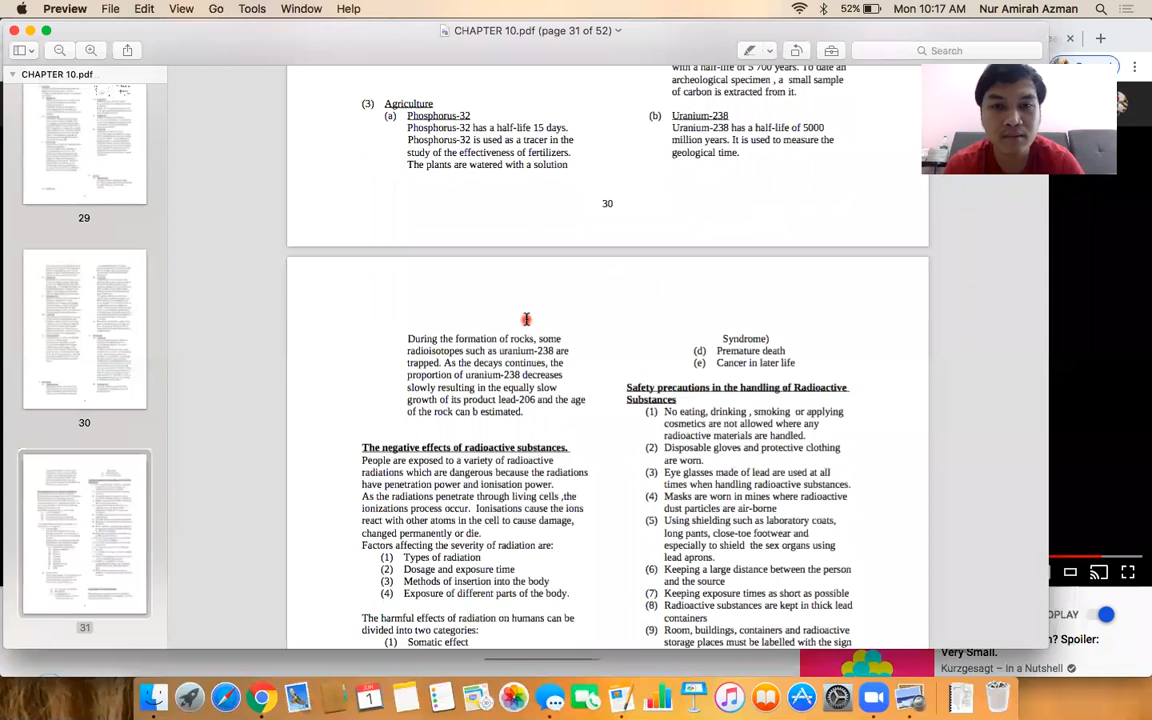 Preview File Edit View Go Tools Window Help
52% Mon 10:17 AM Nur Amirah Azman
CHAPTER 10.pdf (page 31 of 52)
Search
CHAPTER 10.pdf
29
30
31
with a half-life of 5 700 years. To date an
archeological specimen , a small sample
of carbon is extracted from it.
(3) Agriculture
(a) Phosphorus-32
Phosphorus-32 has a half-life 15 days.
Phosphorus-32 is used as a tracer in the
study of the effectiveness of fertilizers.
The plants are watered with a solution
(b) Uranium-238
Uranium-238 has a half-life of 5000
million years. It is used to measure the
geological time.
30
During the formation of rocks, some
radioisotopes such as uranium-238 are
trapped. As the decays continues, the
proportion of uranium-238 decreases
slowly resulting in the equally slow
growth of its product lead-206 and the age
of the rock can b estimated.
The negative effects of radioactive substances.
People are exposed to a variety of radioactive
radiations which are dangerous because the radiations
have penetration power and ionisation power.
As the radiations penetrate through living cells ,the
ionizations process occur. Ionisations cause the ions
react with other atoms in the cell to cause damage,
changed permanently or die.
Factors affecting the severity of radiation are:
(1) Types of radiation
(2) Dosage and exposure time
(3) Methods of insertion into the body
(4) Exposure of different parts of the body.
The harmful effects of radiation on humans can be
divided into two categories:
(1) Somatic effect
Syndrome)
(d) Premature death
(e) Cancer in later life
Safety precautions in the handling of Radioactive
Substances
(1) No eating, drinking , smoking or applying
cosmetics are not allowed where any
radioactive materials are handled.
(2) Disposable gloves and protective clothing
are worn.
(3) Eye glasses made of lead are used at all
times when handling radioactive substances.
(4) Masks are worn in mines where radioactive
dust particles are air-borne
(5) Using shielding such as laboratory coats,
long pants, close-toe footwear and
especially to shield the sex organs using
lead aprons.
(6) Keeping a large distance between the person
and the source
(7) Keeping exposure times as short as possible
(8) Radioactive substances are kept in thick lead
containers
(9) Room, buildings, containers and radioactive
storage places must be labelled with the sign
? Spoiler:
Very Small.
Kurzgesagt – In a Nutshell
JUN
1